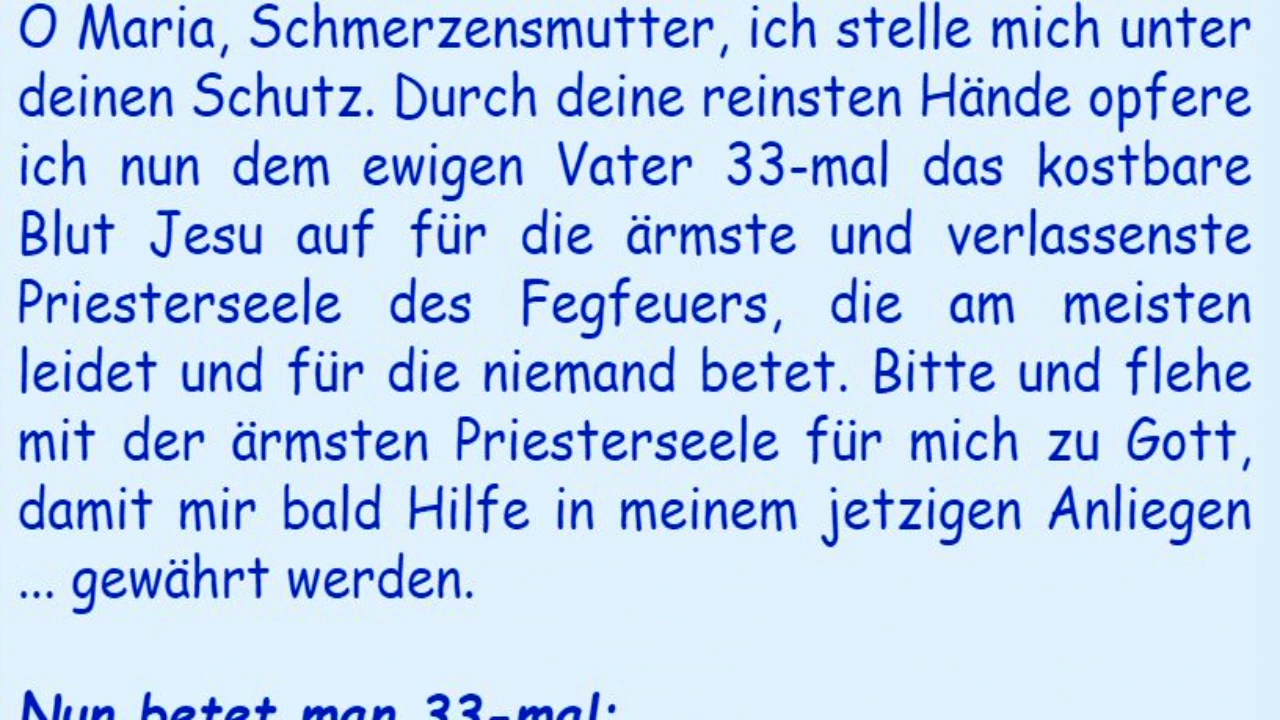 O Maria, Schmerzensmutter, ich stelle mich unter
deinen Schutz. Durch deine reinsten Hände opfere
ich nun dem ewigen Vater 33-mal das kostbare
Blut Jesu auf für die ärmste und verlassenste
Priesterseele des Fegfeuers, die am meisten
leidet und für die niemand betet. Bitte und flehe
mit der ärmsten Priesterseele für mich zu Gott,
damit mir bald Hilfe in meinem jetzigen Anliegen
... gewährt werden.
Nun betet man 33-mal: